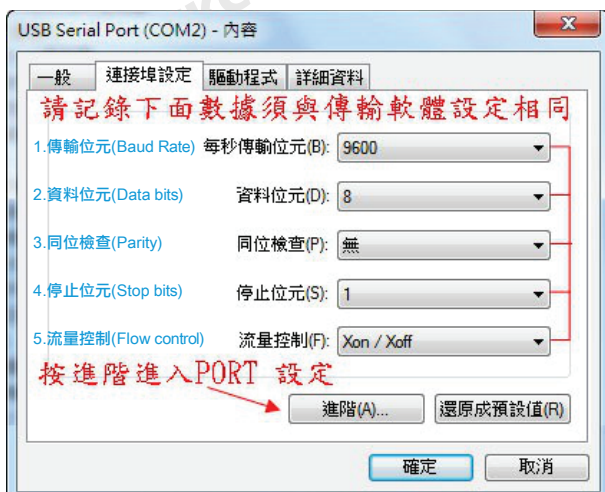 USB Serial Port (COM2) - 內容
一般 連接埠設定 驅動程式 詳細資料
請記錄下面數據須與傳輸軟體設定相同
1.傳輸位元(Baud Rate) 每秒傳輸位元(B): 9600
2.資料位元(Data bits) 資料位元(D): 8
3.同位檢查(Parity) 同位檢查(P): 無
4.停止位元(Stop bits) 停止位元(S): 1
5.流量控制(Flow control) 流量控制(F): Xon / Xoff
按進階進入PORT 設定
進階(A)... 還原成預設值(R)
確定 取消